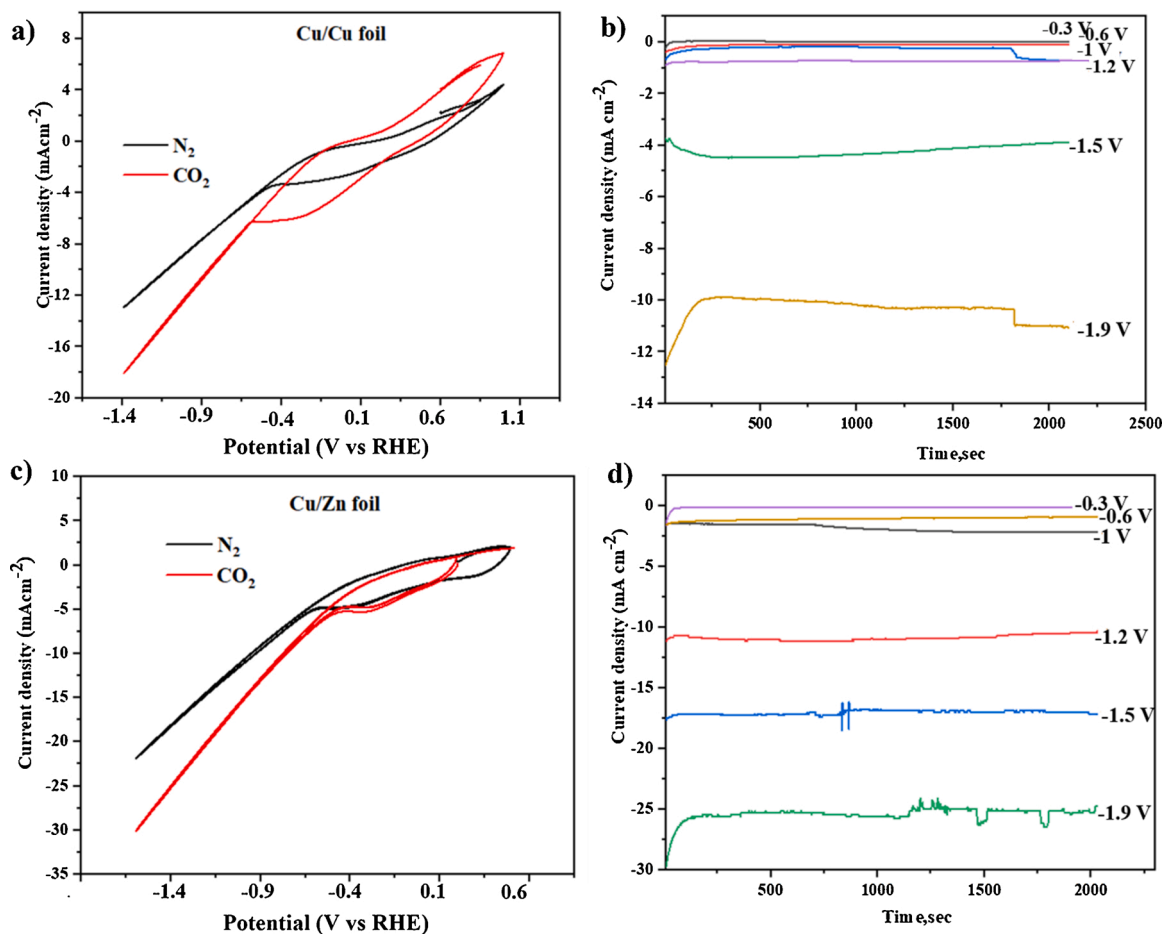 a)
Cu/Cu foil
N2
CO2
8
4
0
-4
-8
-12
-16
-20
Current density (mAcm-2)
-1.4 -0.9 -0.4 0.1 0.6 1.1
Potential (V vs RHE)
b)
0
-2
-4
-6
-8
-10
-12
-14
Current density (mA cm-2)
-0.3 V
-0.6 V
-1 V
-1.2 V
-1.5 V
-1.9 V
500 1000 1500 2000 2500
Time,sec
c)
Cu/Zn foil
N2
CO2
10
5
0
-5
-10
-15
-20
-25
-30
-35
Current density (mAcm-2)
-1.4 -0.9 -0.4 0.1 0.6
Potential (V vs RHE)
d)
0
-5
-10
-15
-20
-25
-30
Current density (mA cm-2)
-0.3 V
-0.6 V
-1 V
-1.2 V
-1.5 V
-1.9 V
500 1000 1500 2000
Time,sec